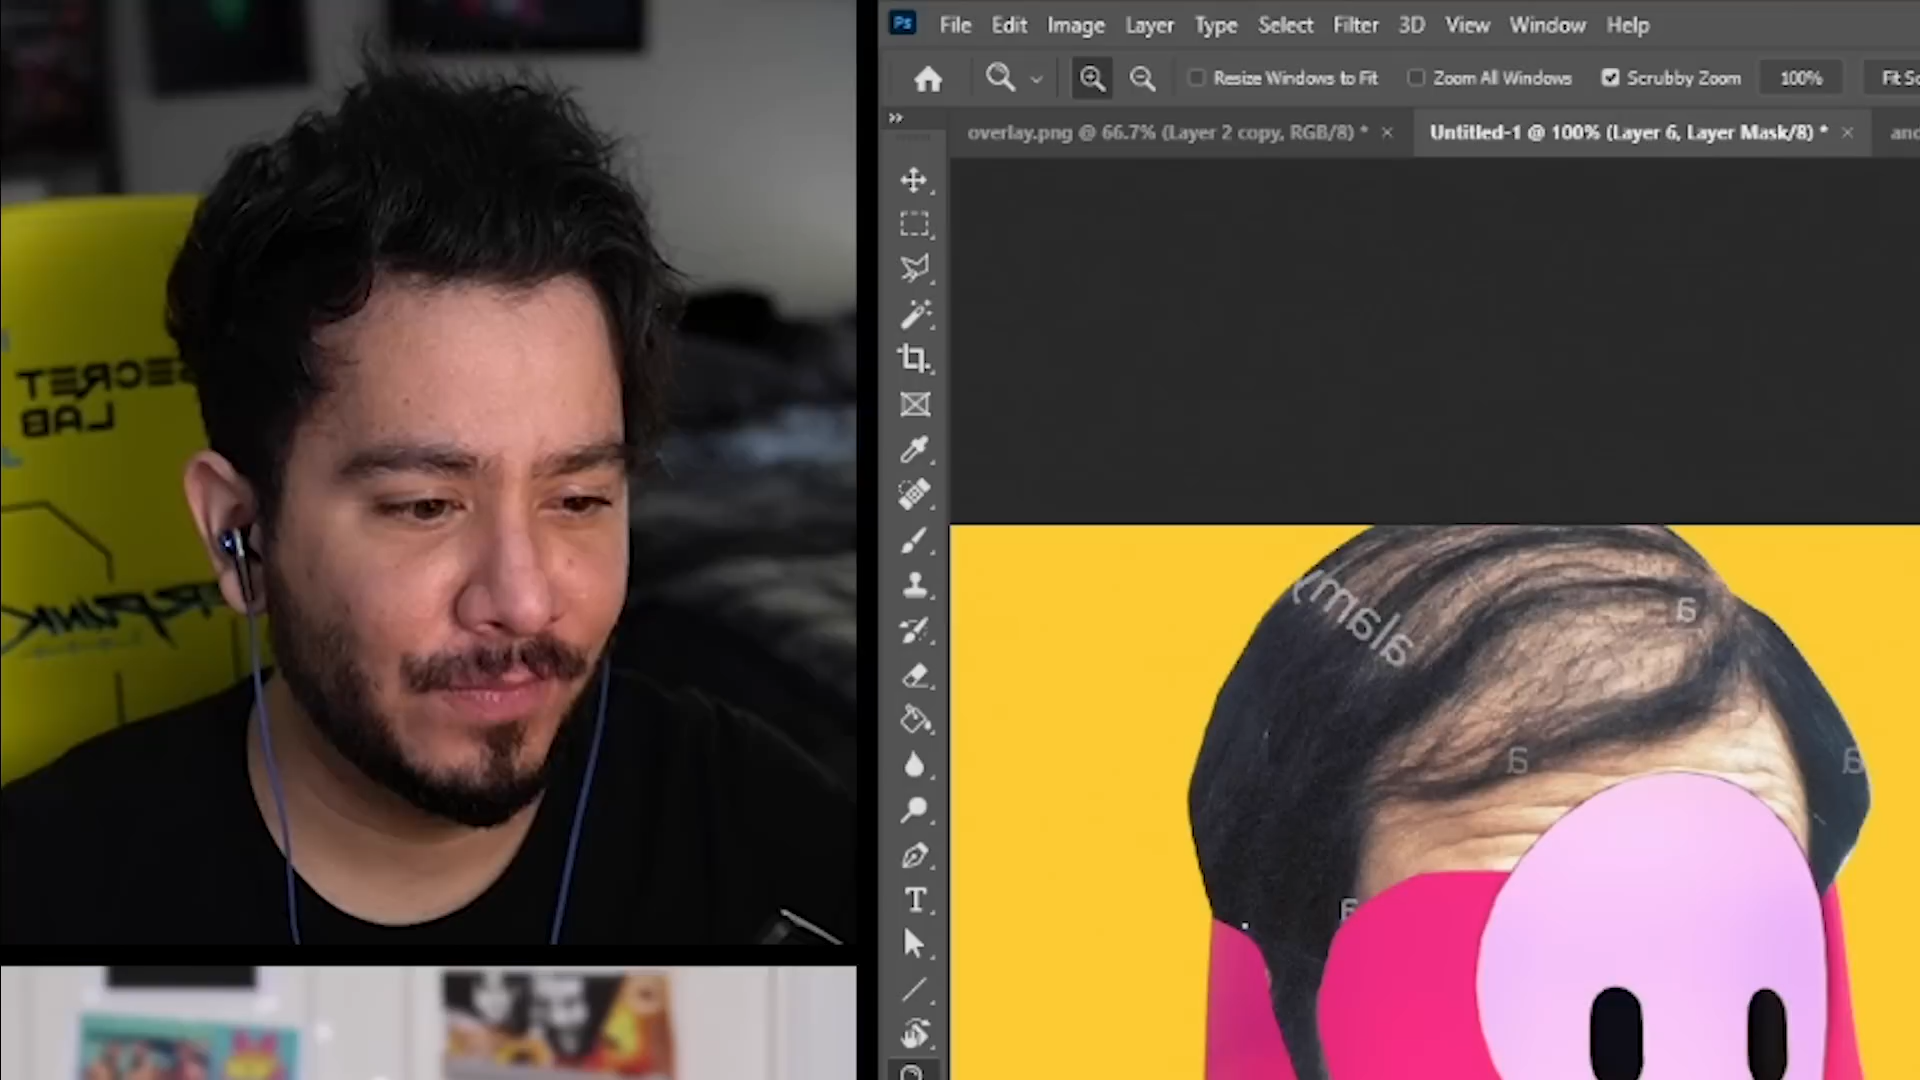 File Edit Image Layer Type Select Filter 3D View Window Help
Resize Windows to Fit Zoom All Windows Scrubby Zoom 100% Fit
overlay.png @ 66.7% (Layer 2 copy, RGB/8) * × Untitled-1 @ 100% (Layer 6, Layer Mask/8) * ×
SECRET
LAB
alamy
a
a
a
a